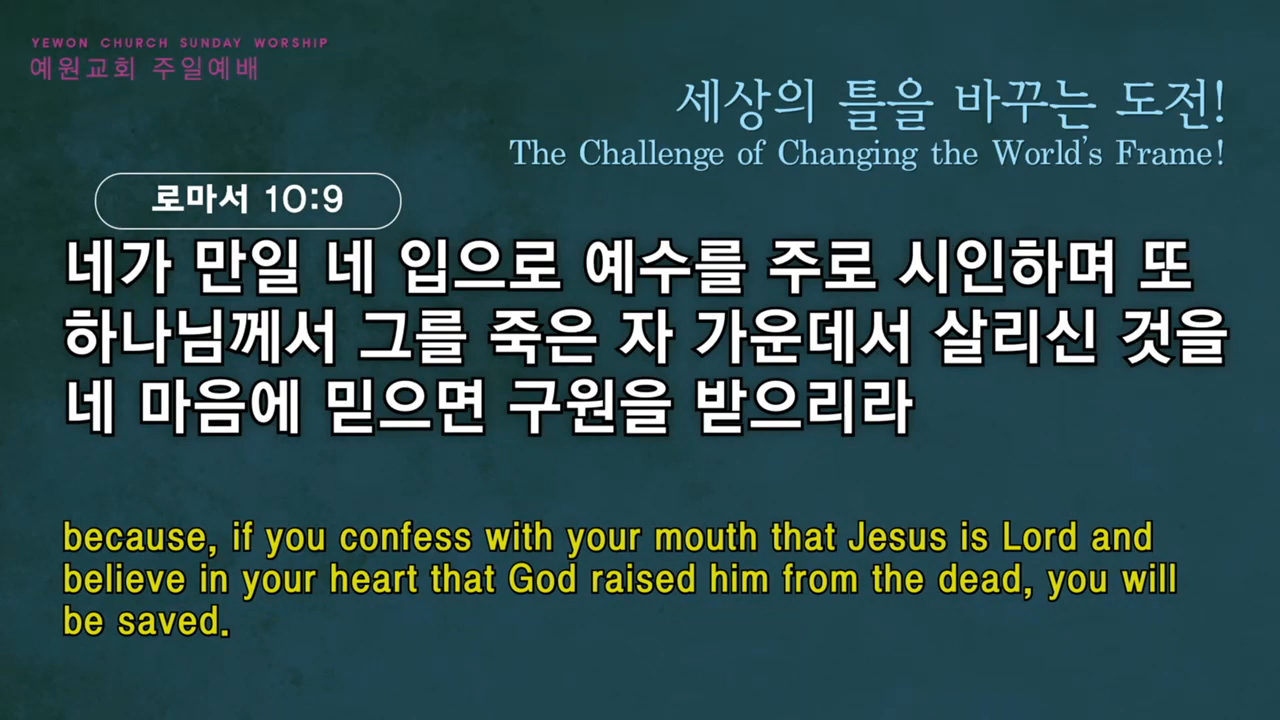 YEWON CHURCH SUNDAY WORSHIP
예원교회 주일예배
세상의 틀을 바꾸는 도전!
The Challenge of Changing the World's Frame!
로마서 10:9
네가 만일 네 입으로 예수를 주로 시인하며 또
하나님께서 그를 죽은 자 가운데서 살리신 것을
네 마음에 믿으면 구원을 받으리라
because, if you confess with your mouth that Jesus is Lord and
believe in your heart that God raised him from the dead, you will
be saved.